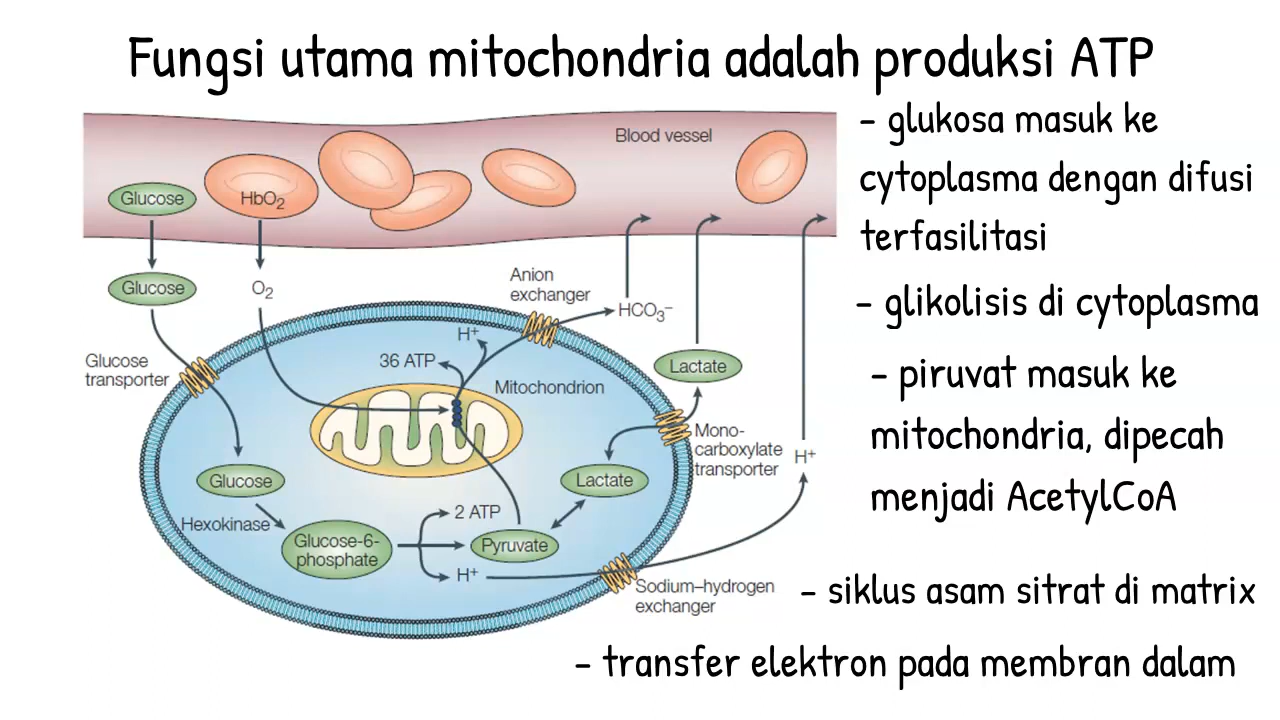 Fungsi utama mitochondria adalah produksi ATP
Blood vessel
Glucose
HbO2
Glucose
O2
Anion
exchanger
HCO3−
H+
Glucose
transporter
36 ATP
Mitochondrion
Lactate
Mono-
carboxylate
transporter
H+
Glucose
Lactate
Hexokinase
2 ATP
Glucose-6-
phosphate
Pyruvate
H+
Sodium–hydrogen
exchanger
- glukosa masuk ke
cytoplasma dengan difusi
terfasilitasi
- glikolisis di cytoplasma
- piruvat masuk ke
mitochondria, dipecah
menjadi AcetylCoA
- siklus asam sitrat di matrix
- transfer elektron pada membran dalam